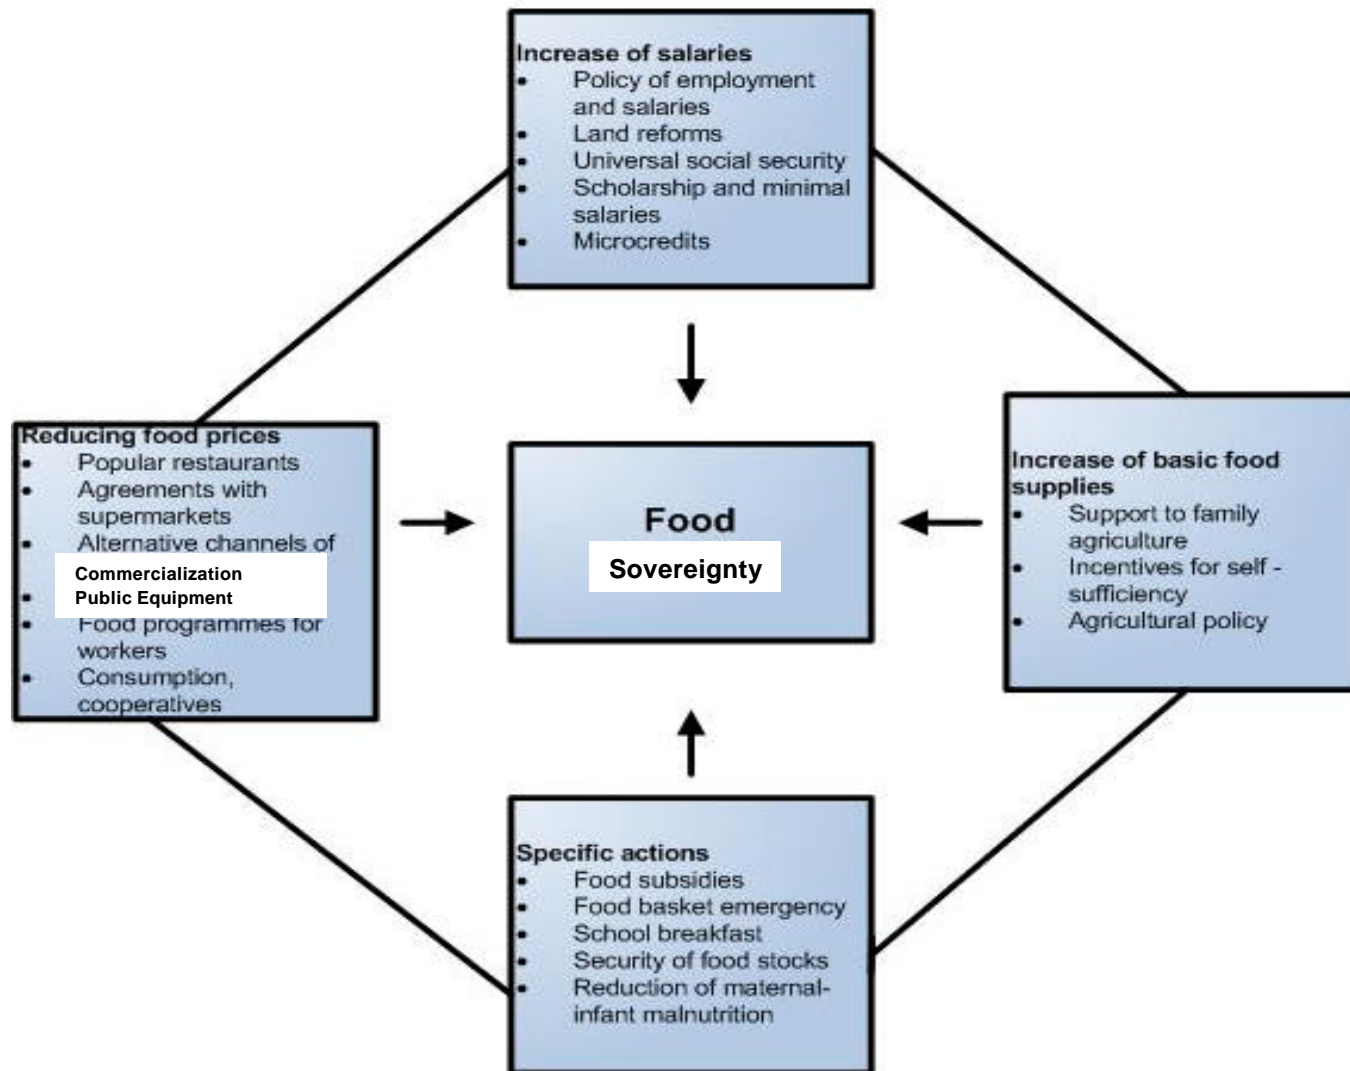 Increase of salaries
• Policy of employment
and salaries
• Land reforms
• Universal social security
• Scholarship and minimal
salaries
• Microcredits
Reducing food prices
• Popular restaurants
• Agreements with
supermarkets
• Alternative channels of
Commercialization
• Public Equipment
• Food programmes for
workers
• Consumption,
cooperatives
Food
Sovereignty
Increase of basic food
supplies
• Support to family
agriculture
• Incentives for self -
sufficiency
• Agricultural policy
Specific actions
• Food subsidies
• Food basket emergency
• School breakfast
• Security of food stocks
• Reduction of maternal-
infant malnutrition